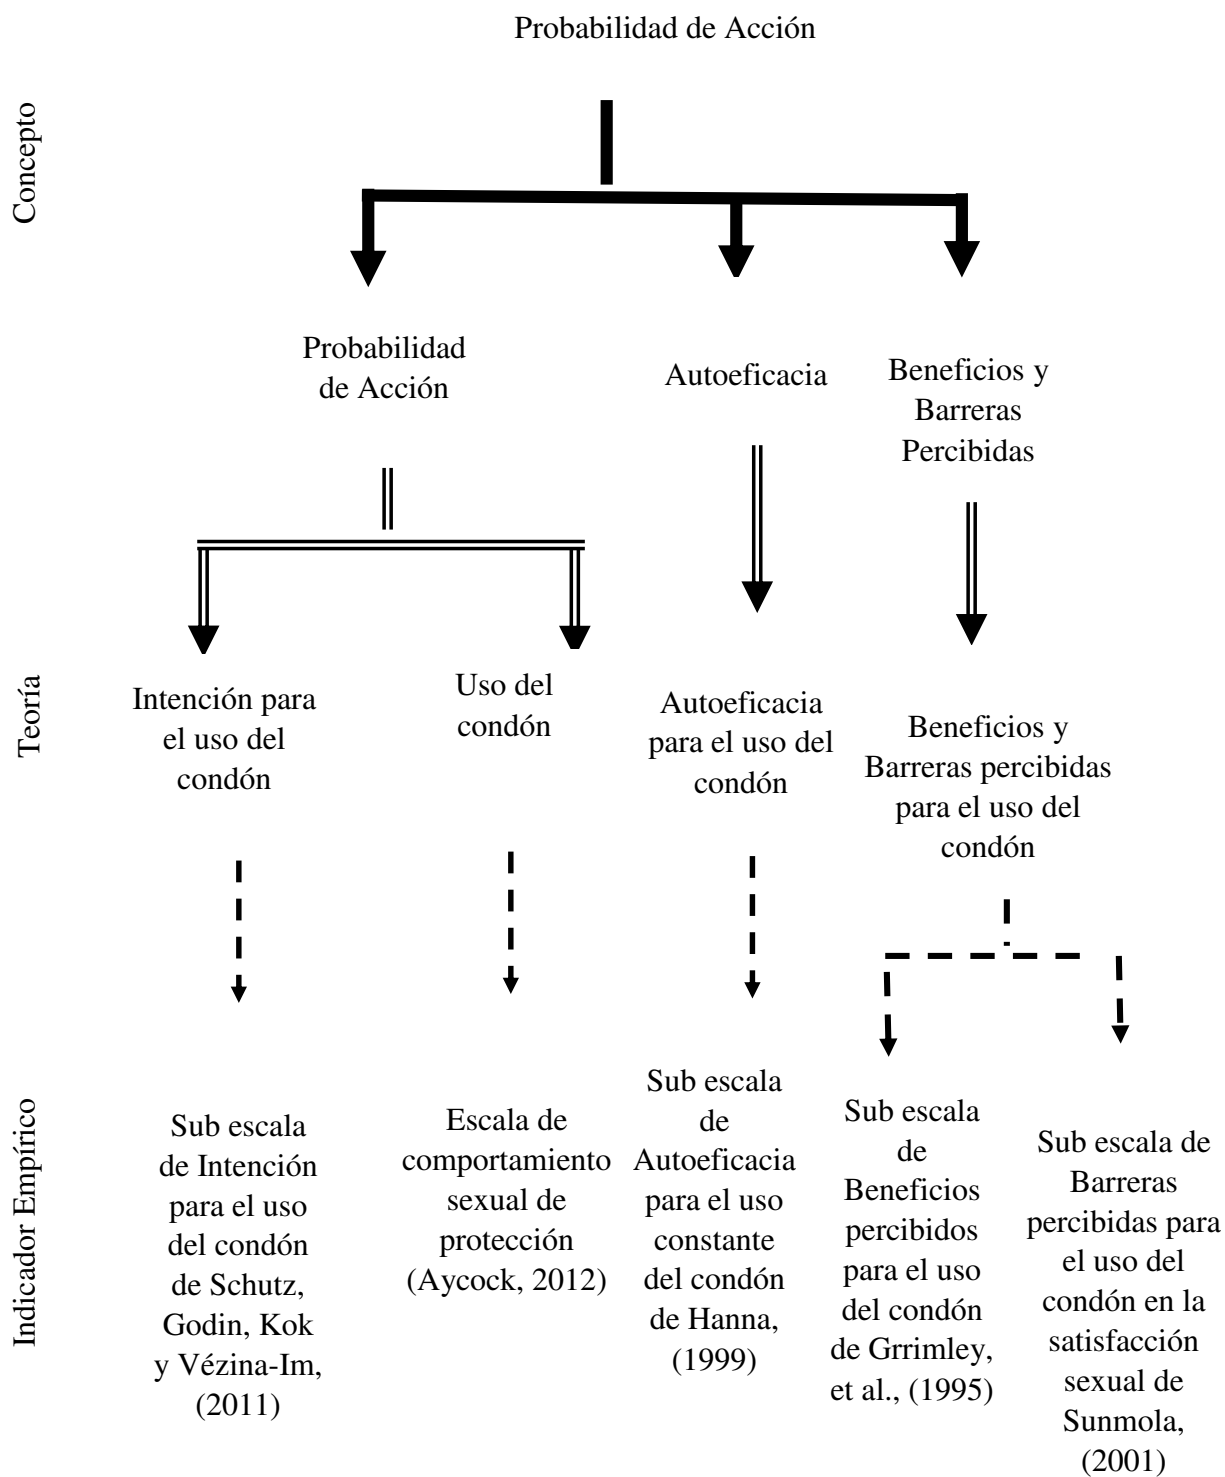 Probabilidad de Acción
Concepto
Probabilidad
de Acción
Autoeficacia
Beneficios y
Barreras
Percibidas
Teoría
Intención para
el uso del
condón
Uso del
condón
Autoeficacia
para el uso del
condón
Beneficios y
Barreras percibidas
para el uso del
condón
Indicador Empírico
Sub escala
de Intención
para el uso
del condón
de Schutz,
Godin, Kok
y Vézina-Im,
(2011)
Escala de
comportamiento
sexual de
protección
(Aycock, 2012)
Sub escala
de
Autoeficacia
para el uso
constante
del condón
de Hanna,
(1999)
Sub escala
de
Beneficios
percibidos
para el uso
del condón
de Grrimley,
et al., (1995)
Sub escala de
Barreras
percibidas para
el uso del
condón en la
satisfacción
sexual de
Sunmola,
(2001)